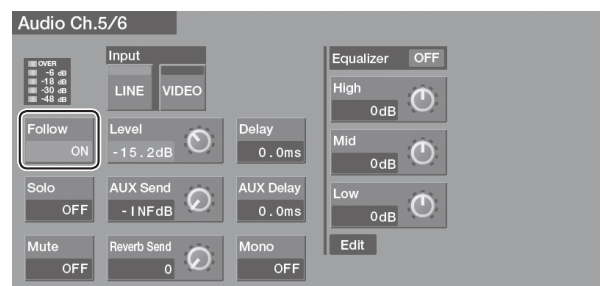 Audio Ch.5/6
OVER
-6 dB
-18 dB
-30 dB
-48 dB
Input
LINE VIDEO
Equalizer OFF
High
0dB
Follow
ON
Level
-15.2dB
Delay
0.0ms
Mid
0dB
Solo
OFF
AUX Send
-INFdB
AUX Delay
0.0ms
Low
0dB
Mute
OFF
Reverb Send
0
Mono
OFF
Edit